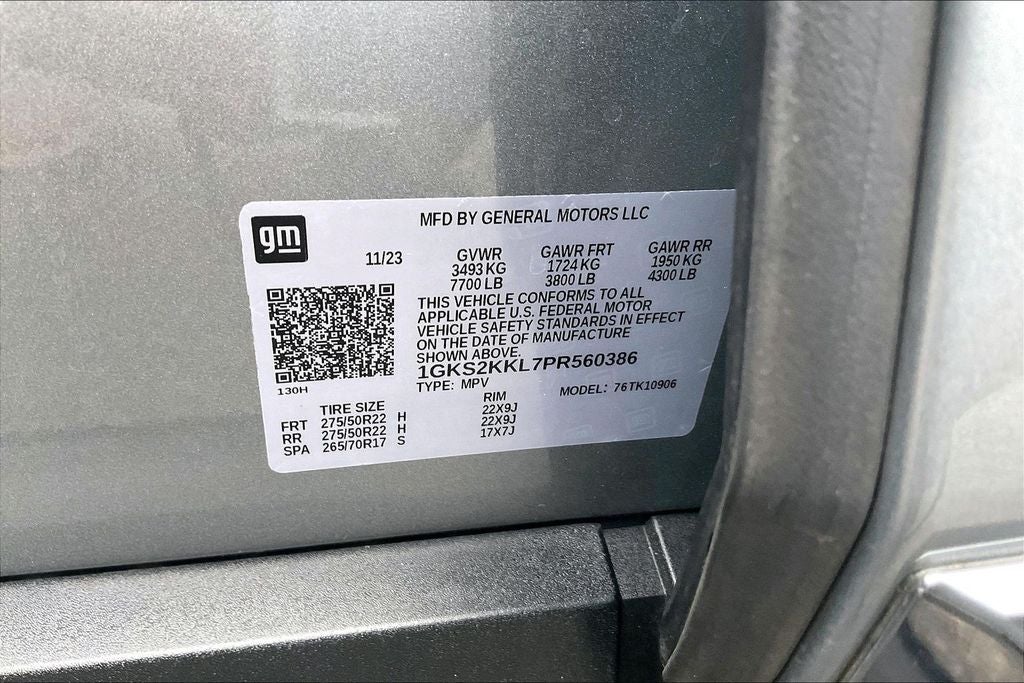 gm
MFD BY GENERAL MOTORS LLC
11/23
GVWR GAWR FRT GAWR RR
3493 KG 1724 KG 1950 KG
7700 LB 3800 LB 4300 LB
THIS VEHICLE CONFORMS TO ALL
APPLICABLE U.S. FEDERAL MOTOR
VEHICLE SAFETY STANDARDS IN EFFECT
ON THE DATE OF MANUFACTURE
SHOWN ABOVE.
1GKS2KKL7PR560386
130H
TYPE: MPV MODEL: 76TK10906
TIRE SIZE RIM
FRT 275/50R22 H 22X9J
RR 275/50R22 H 22X9J
SPA 265/70R17 S 17X7J